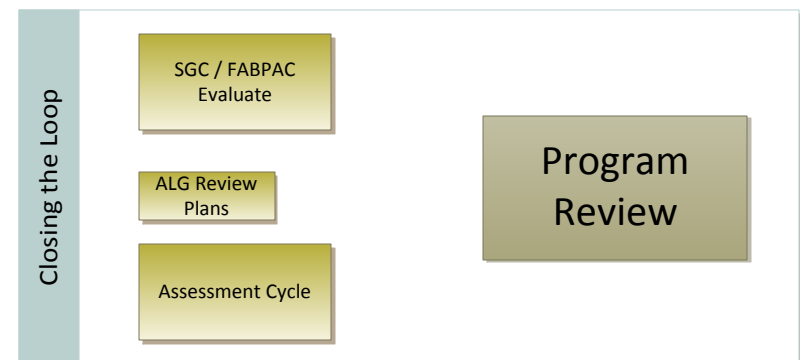 Closing the Loop
SGC / FABPAC
Evaluate
ALG Review
Plans
Assessment Cycle
Program
Review